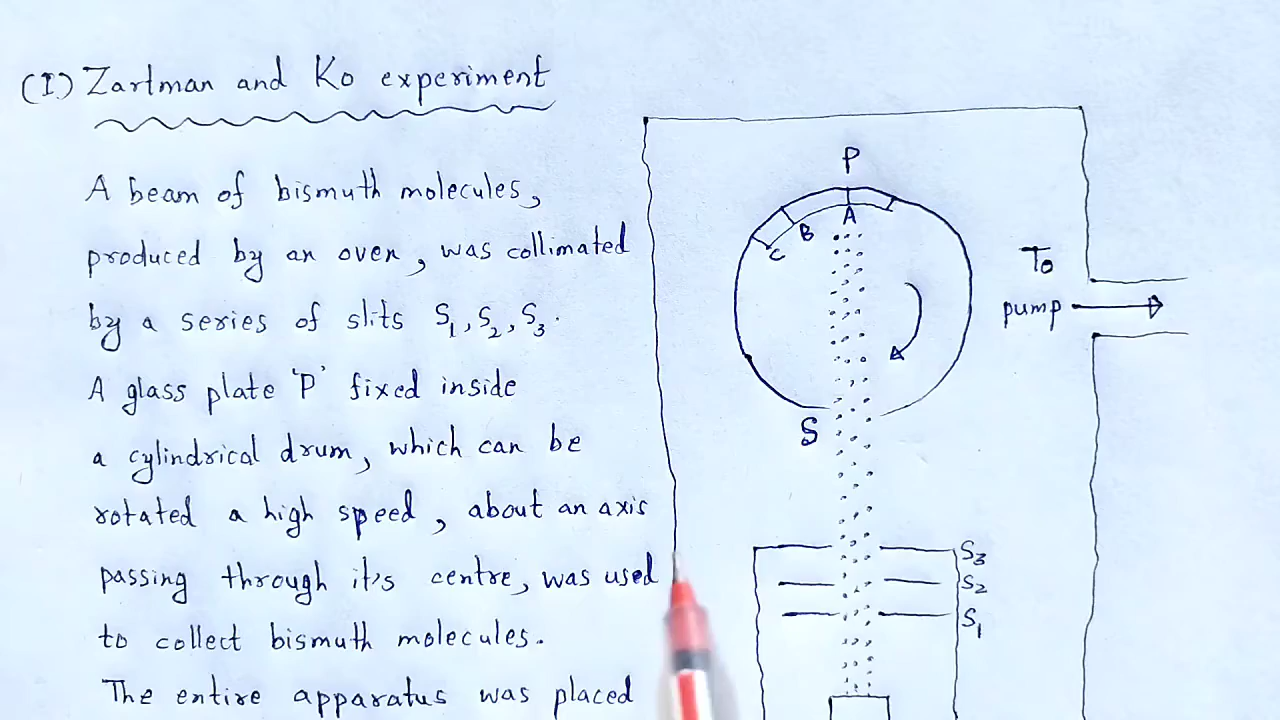 (I) Zartman and Ko experiment
A beam of bismuth molecules,
produced by an oven, was collimated
by a series of slits S1, S2, S3.
A glass plate 'P' fixed inside
a cylindrical drum, which can be
rotated a high speed, about an axis
passing through it's centre, was used
to collect bismuth molecules.
The entire apparatus was placed
P
A
B
C
S
To
pump
S3
S2
S1